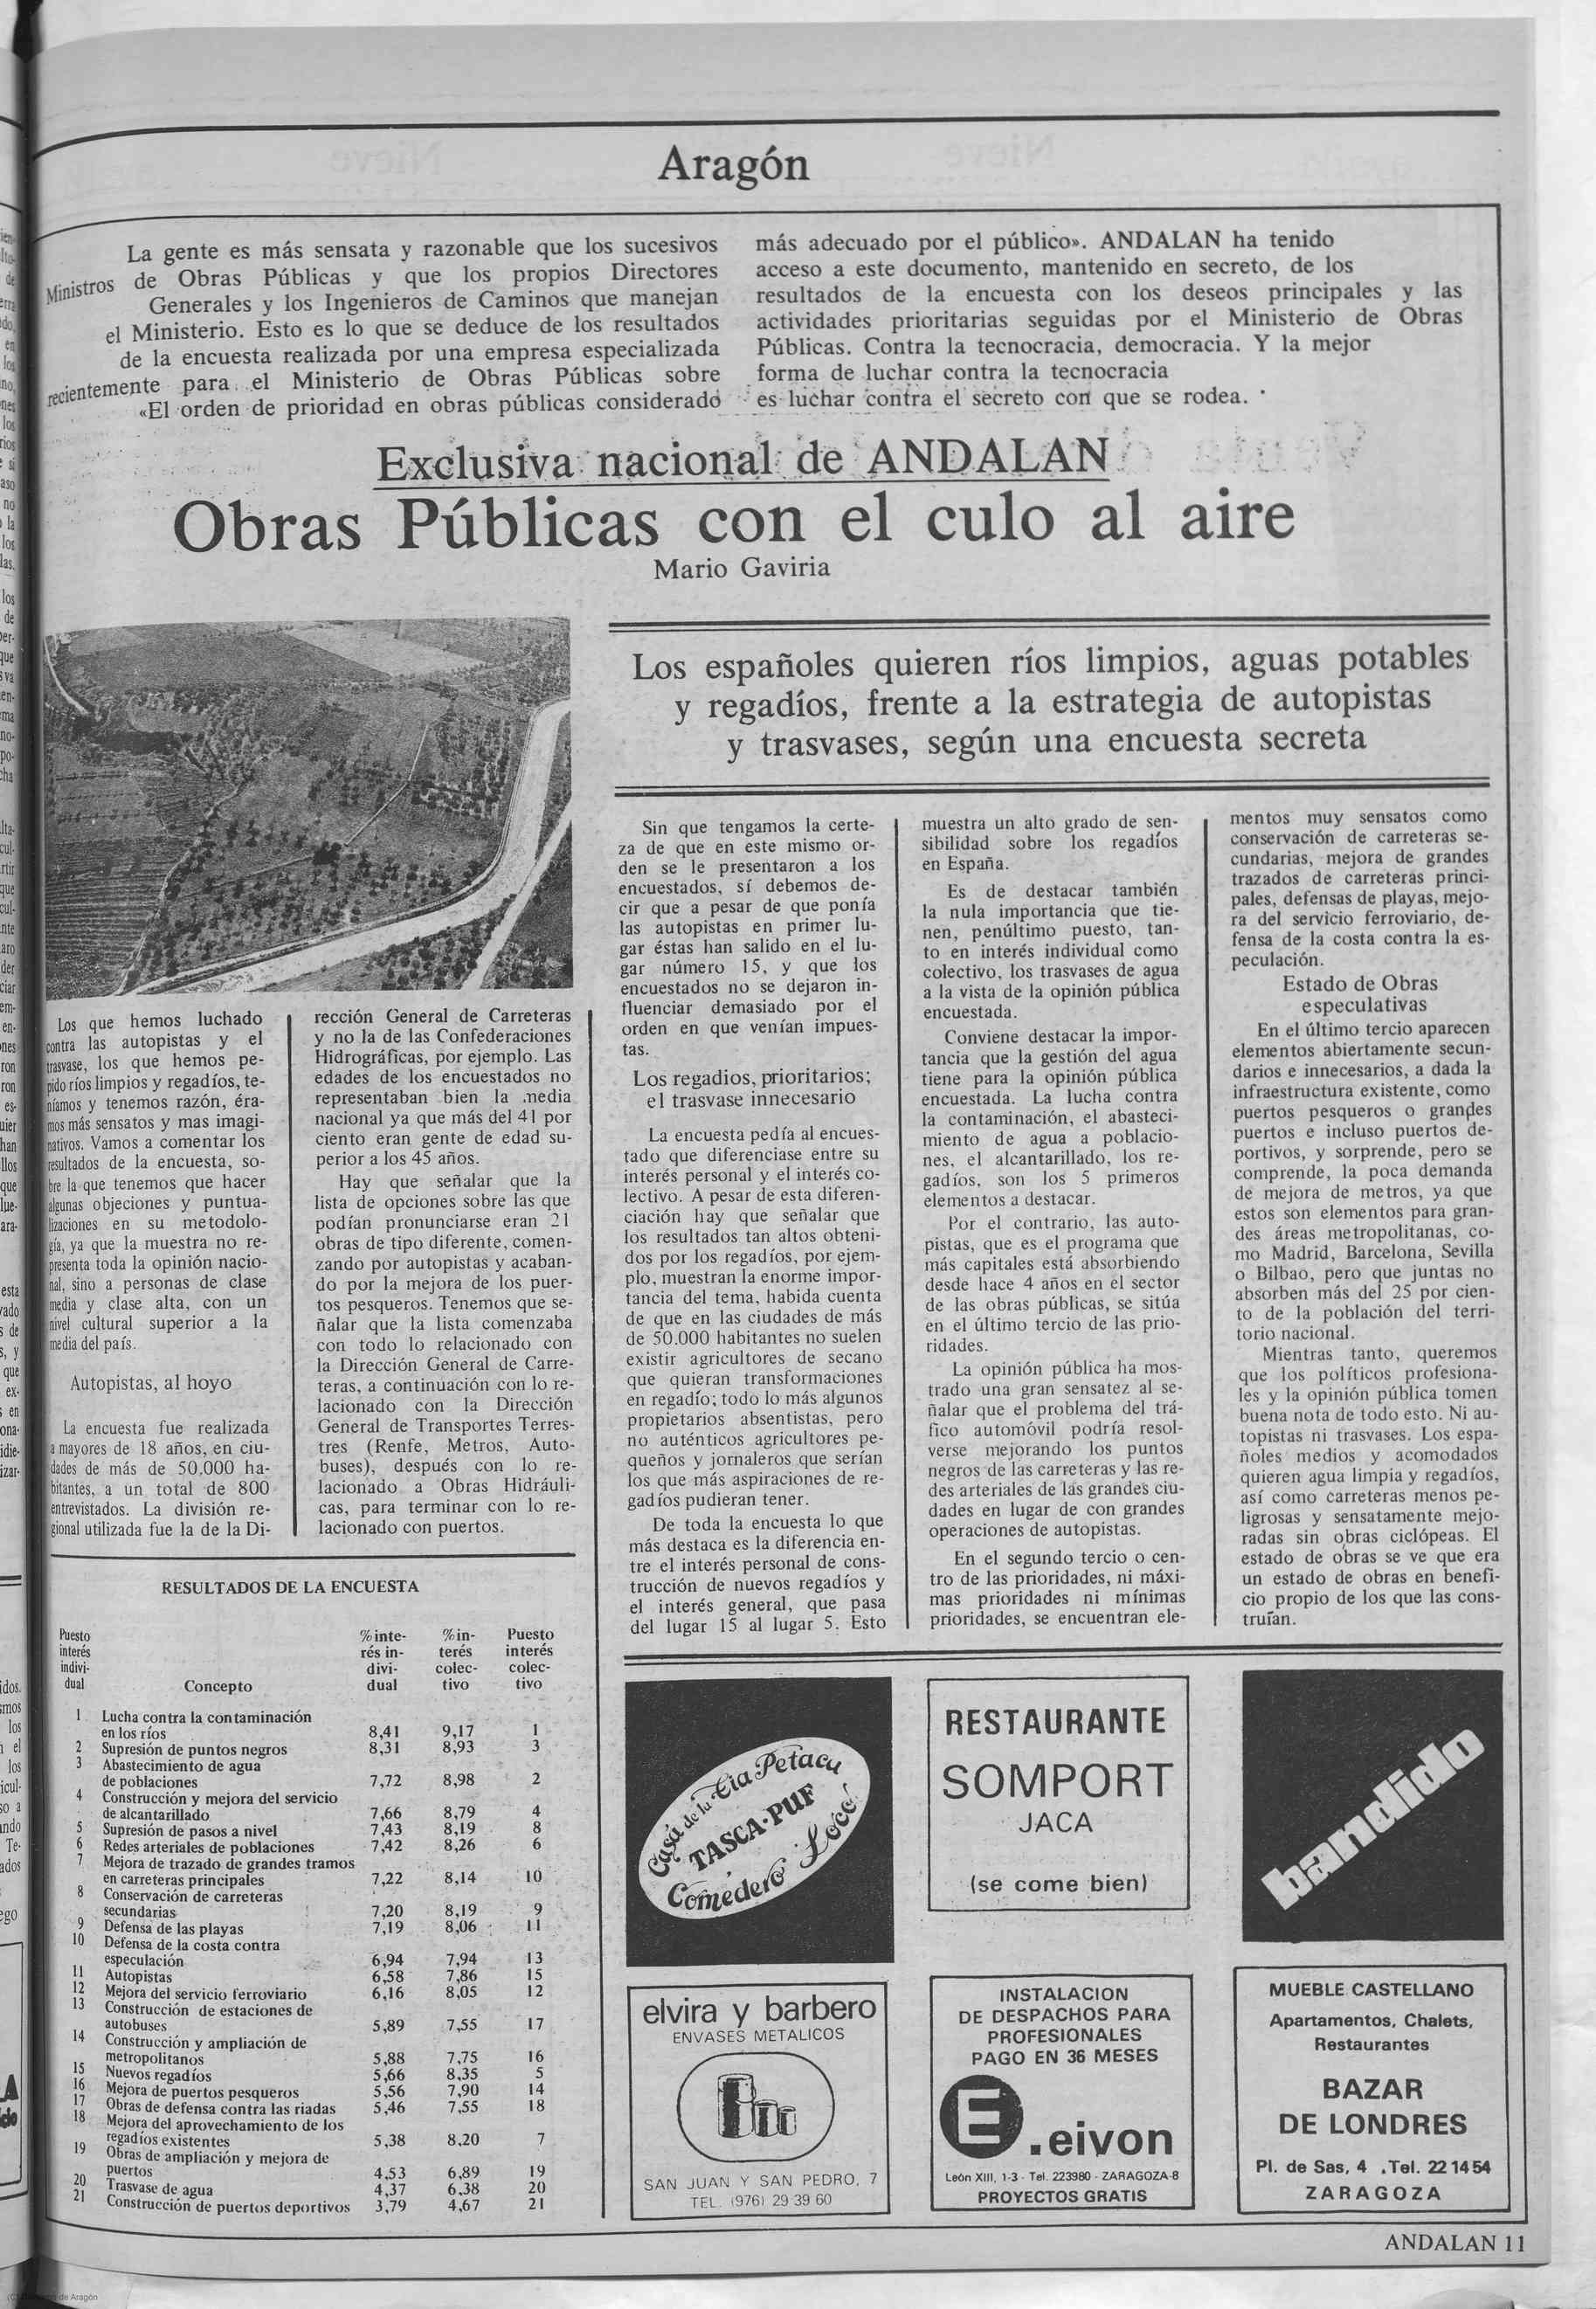 Aragón
La gente es más sensata y razonable que los sucesivos
Ministros de Obras Públicas y que los propios Directores
Generales y los Ingenieros de Caminos que manejan
el Ministerio. Esto es lo que se deduce de los resultados
de la encuesta realizada por una empresa especializada
recientemente para el Ministerio de Obras Públicas sobre
«El orden de prioridad en obras públicas considerado
más adecuado por el público». ANDALAN ha tenido
acceso a este documento, mantenido en secreto, de los
resultados de la encuesta con los deseos principales y las
actividades prioritarias seguidas por el Ministerio de Obras
Públicas. Contra la tecnocracia, democracia. Y la mejor
forma de luchar contra la tecnocracia
es luchar contra el secreto con que se rodea.
Exclusiva nacional de ANDALAN
Obras Públicas con el culo al aire
Mario Gaviria
Los españoles quieren ríos limpios, aguas potables
y regadíos, frente a la estrategia de autopistas
y trasvases, según una encuesta secreta
Los que hemos luchado
contra las autopistas y el
trasvase, los que hemos pe-
pido ríos limpios y regadíos, te-
níamos y tenemos razón, éra-
mos más sensatos y mas imagi-
nativos. Vamos a comentar los
resultados de la encuesta, so-
bre la que tenemos que hacer
algunas objeciones y puntua-
lizaciones en su metodolo-
gía, ya que la muestra no re-
presenta toda la opinión nacio-
nal, sino a personas de clase
media y clase alta, con un
nivel cultural superior a la
media del país.
Autopistas, al hoyo
La encuesta fue realizada
a mayores de 18 años, en ciu-
dades de más de 50.000 ha-
bitantes, a un total de 800
entrevistados. La división re-
gional utilizada fue la de la Di-
rección General de Carreteras
y no la de las Confederaciones
Hidrográficas, por ejemplo. Las
edades de los encuestados no
representaban bien la media
nacional ya que más del 41 por
ciento eran gente de edad su-
perior a los 45 años.
Hay que señalar que la
lista de opciones sobre las que
podían pronunciarse eran 21
obras de tipo diferente, comen-
zando por autopistas y acaban-
do por la mejora de los puer-
tos pesqueros. Tenemos que se-
ñalar que la lista comenzaba
con todo lo relacionado con
la Dirección General de Carre-
teras, a continuación con lo re-
lacionado con la Dirección
General de Transportes Terres-
tres (Renfe, Metros, Auto-
buses), después con lo re-
lacionado a Obras Hidráuli-
cas, para terminar con lo re-
lacionado con puertos.
Sin que tengamos la certe-
za de que en este mismo or-
den se le presentaron a los
encuestados, sí debemos de-
cir que a pesar de que ponía
las autopistas en primer lu-
gar éstas han salido en el lu-
gar número 15, y que los
encuestados no se dejaron in-
fluenciar demasiado por el
orden en que venían impues-
tas.
Los regadios, prioritarios;
el trasvase innecesario
La encuesta pedía al encues-
tado que diferenciase entre su
interés personal y el interés co-
lectivo. A pesar de esta diferen-
ciación hay que señalar que
los resultados tan altos obteni-
dos por los regadíos, por ejem-
plo, muestran la enorme impor-
tancia del tema, habida cuenta
de que en las ciudades de más
de 50.000 habitantes no suelen
existir agricultores de secano
que quieran transformaciones
en regadío; todo lo más algunos
propietarios absentistas, pero
no auténticos agricultores pe-
queños y jornaleros que serían
los que más aspiraciones de re-
gadíos pudieran tener.
De toda la encuesta lo que
más destaca es la diferencia en-
tre el interés personal de cons-
trucción de nuevos regadíos y
el interés general, que pasa
del lugar 15 al lugar 5. Esto
muestra un alto grado de sen-
sibilidad sobre los regadíos
en España.
Es de destacar también
la nula importancia que tie-
nen, penúltimo puesto, tan-
to en interés individual como
colectivo, los trasvases de agua
a la vista de la opinión pública
encuestada.
Conviene destacar la impor-
tancia que la gestión del agua
tiene para la opinión pública
encuestada. La lucha contra
la contaminación, el abasteci-
miento de agua a poblacio-
nes, el alcantarillado, los re-
gadíos, son los 5 primeros
elementos a destacar.
Por el contrario, las auto-
pistas, que es el programa que
más capitales está absorbiendo
desde hace 4 años en el sector
de las obras públicas, se sitúa
en el último tercio de las prio-
ridades.
La opinión pública ha mos-
trado una gran sensatez al se-
ñalar que el problema del trá-
fico automóvil podría resol-
verse mejorando los puntos
negros de las carreteras y las re-
des arteriales de las grandes ciu-
dades en lugar de con grandes
operaciones de autopistas.
En el segundo tercio o cen-
tro de las prioridades, ni máxi-
mas prioridades ni mínimas
prioridades, se encuentran ele-
mentos muy sensatos como
conservación de carreteras se-
cundarias, mejora de grandes
trazados de carreteras princi-
pales, defensas de playas, mejo-
ra del servicio ferroviario, de-
fensa de la costa contra la es-
peculación.
Estado de Obras
especulativas
En el último tercio aparecen
elementos abiertamente secun-
darios e innecesarios, a dada la
infraestructura existente, como
puertos pesqueros o grandes
puertos e incluso puertos de-
portivos, y sorprende, pero se
comprende, la poca demanda
de mejora de metros, ya que
estos son elementos para gran-
des áreas metropolitanas, co-
mo Madrid, Barcelona, Sevilla
o Bilbao, pero que juntas no
absorben más del 25 por cien-
to de la población del terri-
torio nacional.
Mientras tanto, queremos
que los políticos profesiona-
les y la opinión pública tomen
buena nota de todo esto. Ni au-
topistas ni trasvases. Los espa-
ñoles medios y acomodados
quieren agua limpia y regadíos,
así como carreteras menos pe-
ligrosas y sensatamente mejo-
radas sin obras ciclópeas. El
estado de obras se ve que era
un estado de obras en benefi-
cio propio de los que las cons-
truían.
RESULTADOS DE LA ENCUESTA
Puesto interés indivi- dual Concepto % inte- rés in- divi- dual % in- terés colec- tivo Puesto interés colec- tivo
1 Lucha contra la contaminación
en los ríos 8,41 9,17 1
2 Supresión de puntos negros 8,31 8,93 3
3 Abastecimiento de agua
de poblaciones 7,72 8,98 2
4 Construcción y mejora del servicio
de alcantarillado 7,66 8,79 4
5 Supresión de pasos a nivel 7,43 8,19 8
6 Redes arteriales de poblaciones 7,42 8,26 6
7 Mejora de trazado de grandes tramos
en carreteras principales 7,22 8,14 10
8 Conservación de carreteras
secundarias 7,20 8,19 9
9 Defensa de las playas 7,19 8,06 11
10 Defensa de la costa contra
especulación 6,94 7,94 13
11 Autopistas 6,58 7,86 15
12 Mejora del servicio ferroviario 6,16 8,05 12
13 Construcción de estaciones de
autobuses 5,89 7,55 17
14 Construcción y ampliación de
metropolitanos 5,88 7,75 16
15 Nuevos regadíos 5,66 8,35 5
16 Mejora de puertos pesqueros 5,56 7,90 14
17 Obras de defensa contra las riadas 5,46 7,55 18
18 Mejora del aprovechamiento de los
regadíos existentes 5,38 8,20 7
19 Obras de ampliación y mejora de
puertos 4,53 6,89 19
20 Trasvase de agua 4,37 6,38 20
21 Construcción de puertos deportivos 3,79 4,67 21
Casa de la Cia Petaca
TASCA-PUF
Comedero Loco
RESTAURANTE
SOMPORT
JACA
(se come bien)
bandido
elvira y barbero
ENVASES METALICOS
SAN JUAN Y SAN PEDRO, 7
TEL. (976) 29 39 60
INSTALACION
DE DESPACHOS PARA
PROFESIONALES
PAGO EN 36 MESES
E.eivon
León XIII, 1-3 - Tel. 223980 - ZARAGOZA-8
PROYECTOS GRATIS
MUEBLE CASTELLANO
Apartamentos, Chalets,
Restaurantes
BAZAR
DE LONDRES
Pl. de Sas, 4 .Tel. 22 14 54
ZARAGOZA
ANDALAN 11
de Aragón